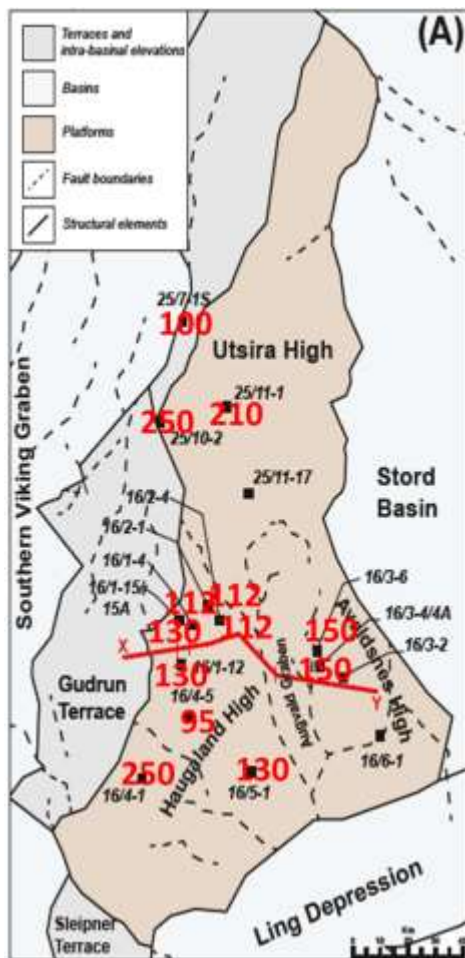 (A)
Terraces and
intra-basinal elevations
Basins
Platforms
Fault boundaries
Structural elements
25/7-1S
100
Utsira High
25/11-1
250
210
25/10-2
25/11-17
Southern Viking Graben
Stord
Basin
16/2-4
16/2-1
16/1-4
16/1-15/
15A
112
112
112
130
16/3-6
16/3-4/4A
150
150
16/3-2
Avaldsnes High
Augvald Graben
X
Y
16/1-12
130
Gudrun
Terrace
16/4-5
95
Haugaland High
16/6-1
250
16/4-1
130
16/5-1
Ling Depression
Sleipner
Terrace